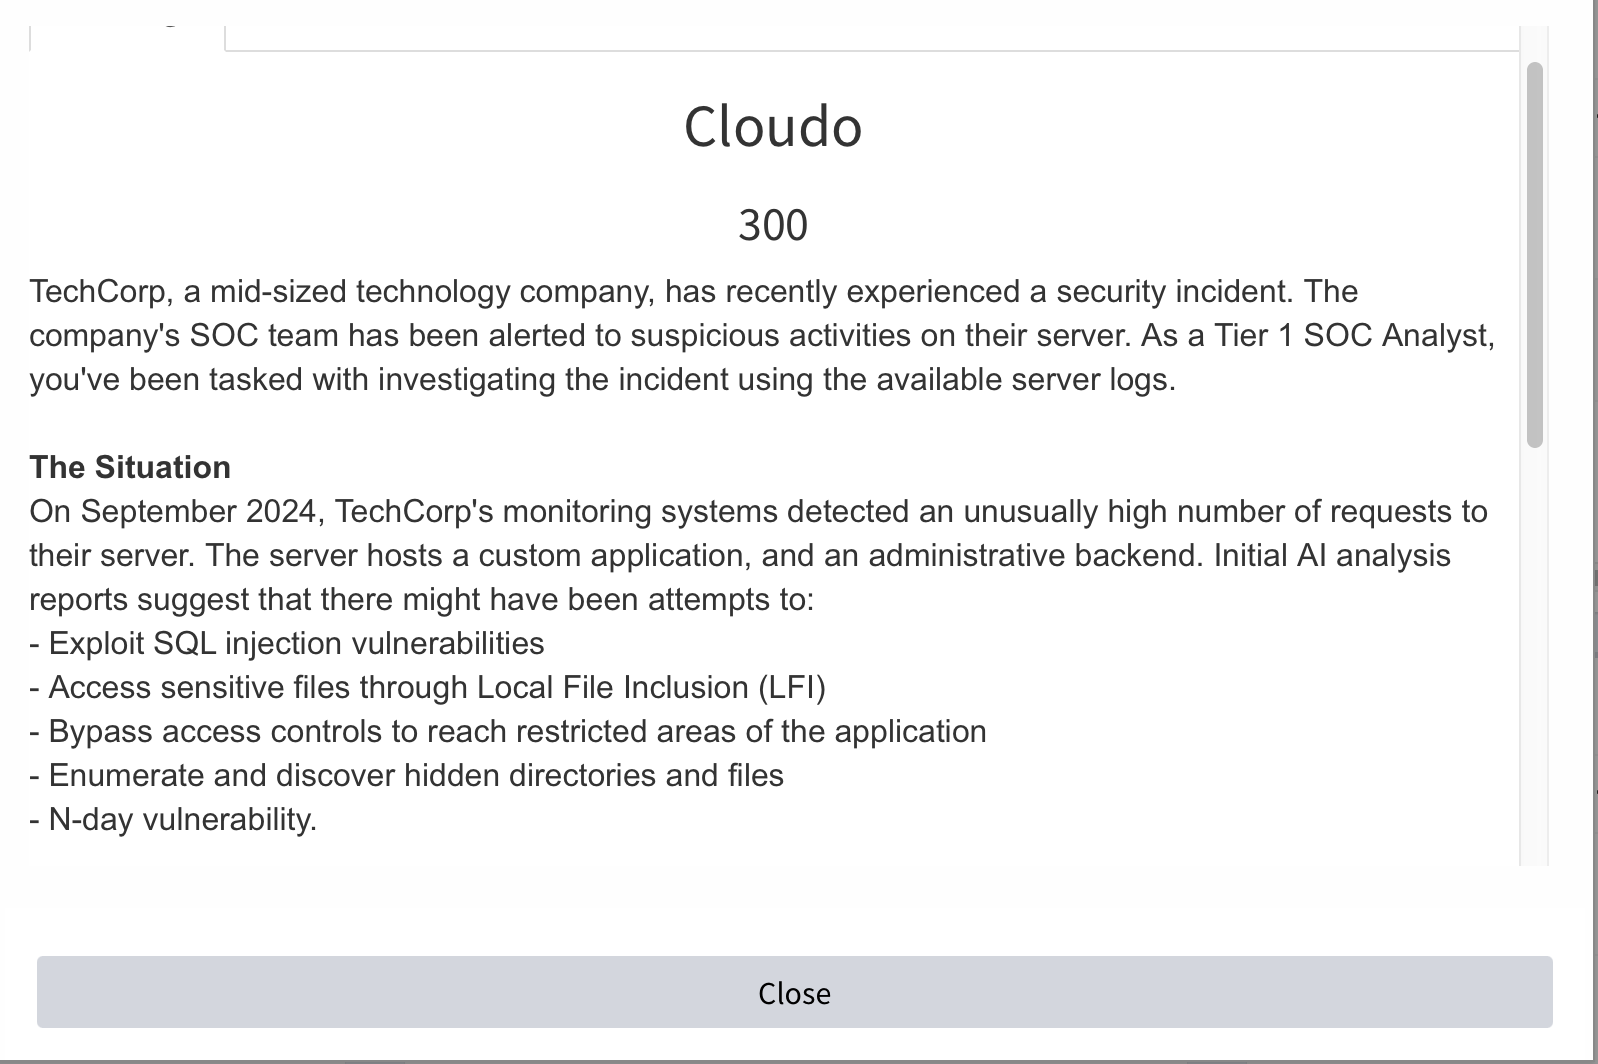 Cloudo
300
TechCorp, a mid-sized technology company, has recently experienced a security incident. The
company's SOC team has been alerted to suspicious activities on their server. As a Tier 1 SOC Analyst,
you've been tasked with investigating the incident using the available server logs.
The Situation
On September 2024, TechCorp's monitoring systems detected an unusually high number of requests to
their server. The server hosts a custom application, and an administrative backend. Initial AI analysis
reports suggest that there might have been attempts to:
- Exploit SQL injection vulnerabilities
- Access sensitive files through Local File Inclusion (LFI)
- Bypass access controls to reach restricted areas of the application
- Enumerate and discover hidden directories and files
- N-day vulnerability.
Close